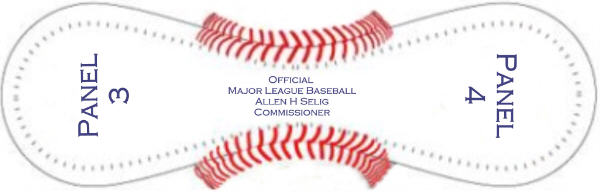 Panel
3
Official
Major League Baseball
Allen H Selig
Commissioner
Panel
4